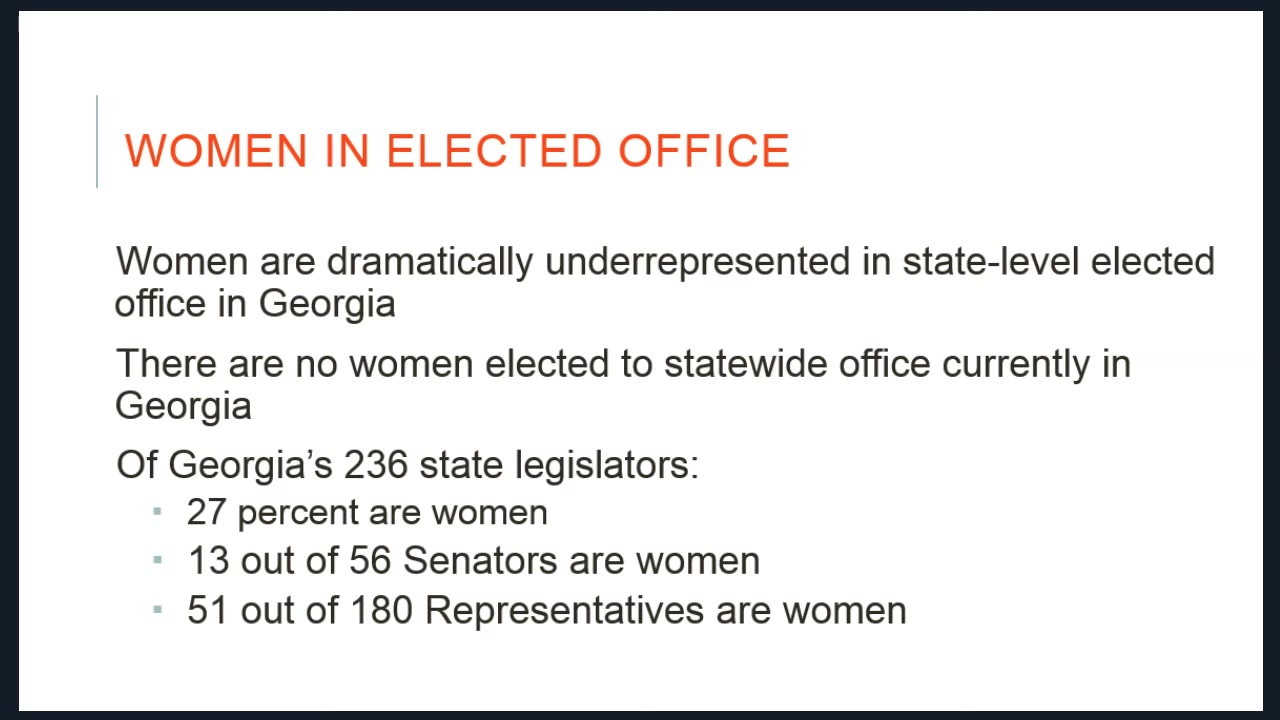 WOMEN IN ELECTED OFFICE
Women are dramatically underrepresented in state-level elected
office in Georgia
There are no women elected to statewide office currently in
Georgia
Of Georgia’s 236 state legislators:
▪ 27 percent are women
▪ 13 out of 56 Senators are women
▪ 51 out of 180 Representatives are women